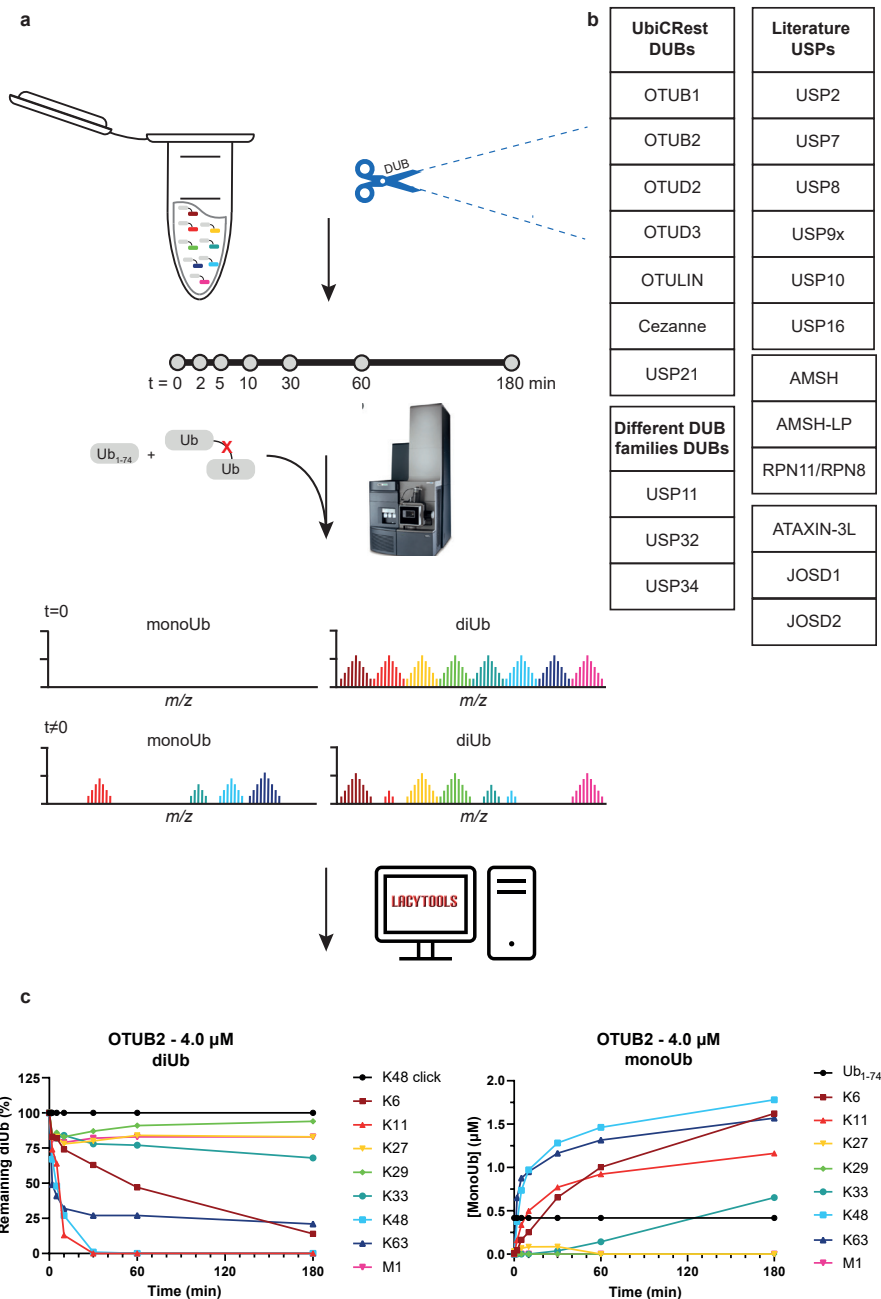 a
DUB
t = 0 2 5 10 30 60 180 min
Ub1-74 + Ub X Ub
t=0
monoUb diUb
m/z m/z
t≠0
monoUb diUb
m/z m/z
LACYTOOLS
b
UbiCRest
DUBs
OTUB1
OTUB2
OTUD2
OTUD3
OTULIN
Cezanne
USP21
Different DUB
families DUBs
USP11
USP32
USP34
Literature
USPs
USP2
USP7
USP8
USP9x
USP10
USP16
AMSH
AMSH-LP
RPN11/RPN8
ATAXIN-3L
JOSD1
JOSD2
c
OTUB2 - 4.0 µM
diUb
Remaining diUb (%)
125
100
75
50
25
0
0 60 120 180
Time (min)
K48 click
K6
K11
K27
K29
K33
K48
K63
M1
OTUB2 - 4.0 µM
monoUb
[MonoUb] (µM)
2.0
1.5
1.0
0.5
0.0
0 60 120 180
Time (min)
Ub1-74
K6
K11
K27
K29
K33
K48
K63
M1